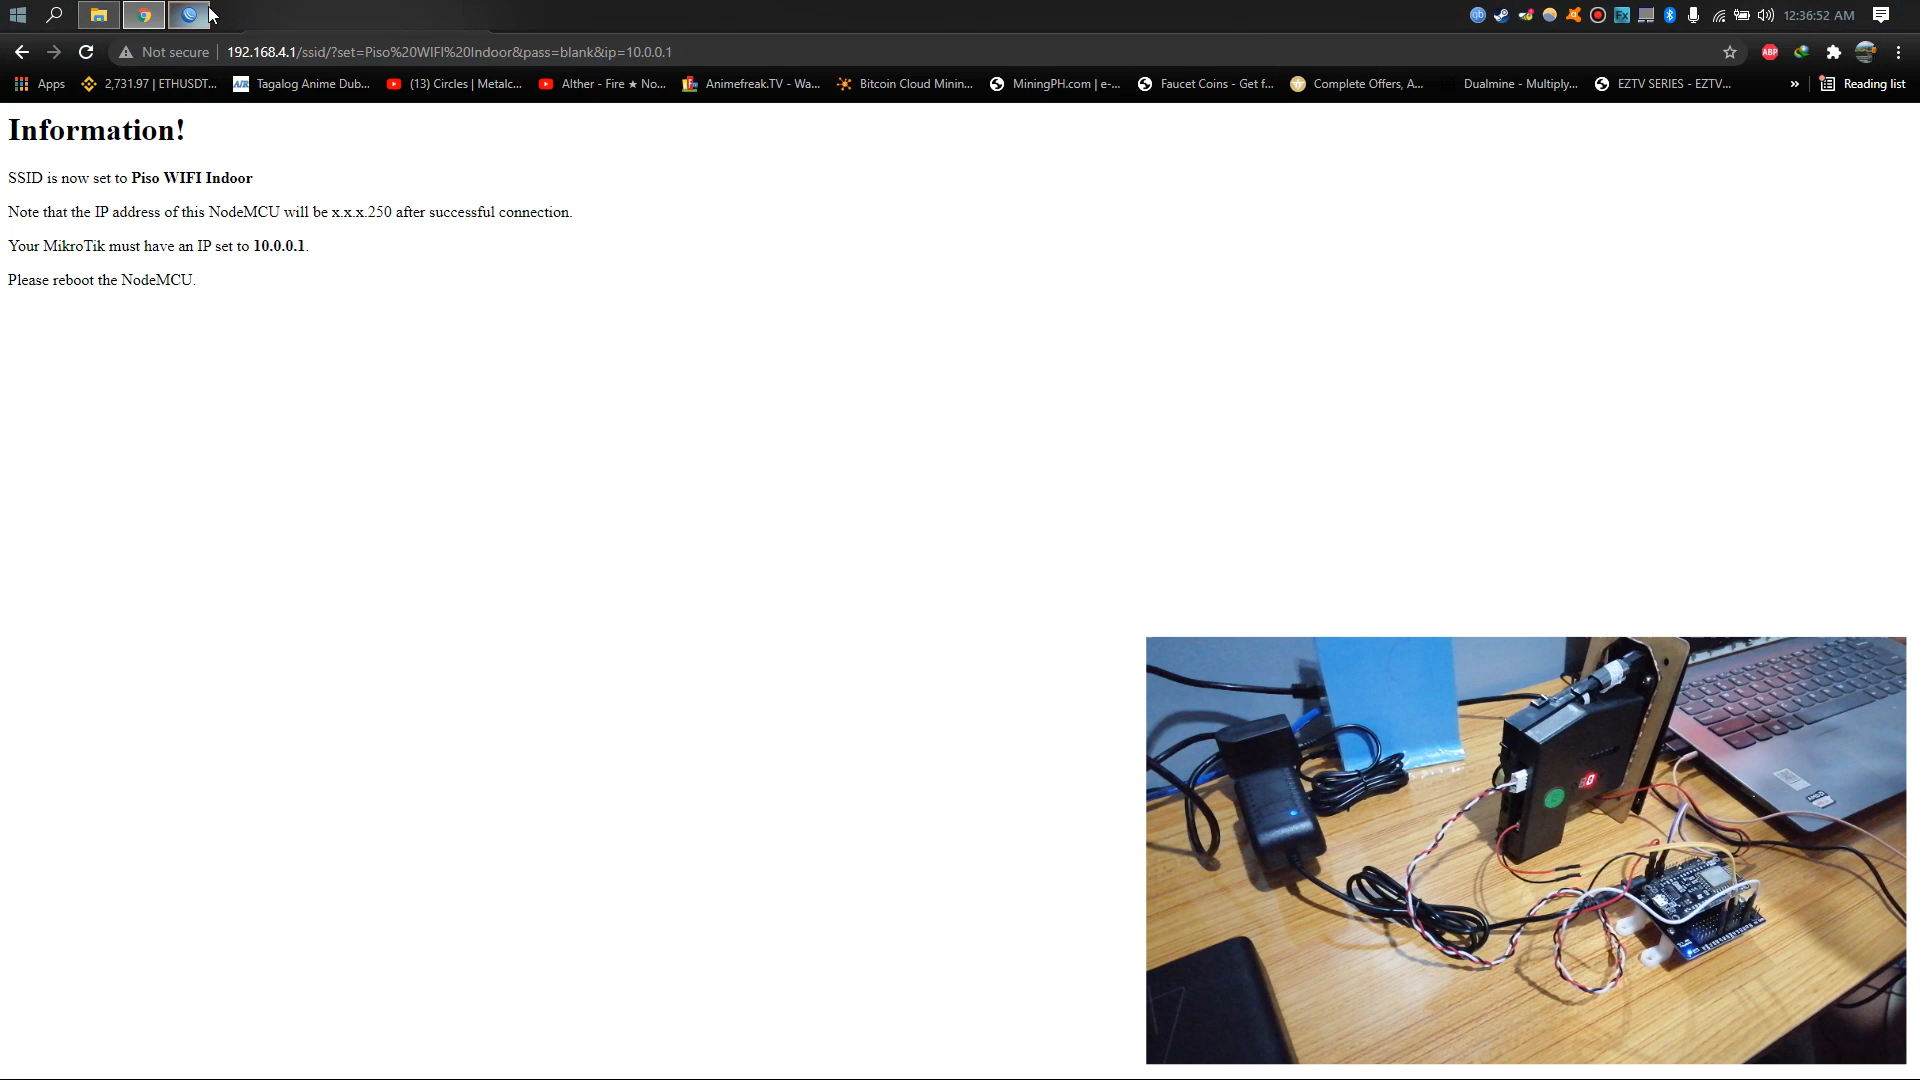 qb
Fx
12:36:52 AM
Not secure
192.168.4.1/ssid/?set=Piso%20WIFI%20Indoor&pass=blank&ip=10.0.0.1
ABP
Apps
2,731.97 | ETHUSDT...
A/R
Tagalog Anime Dub...
(13) Circles | Metalc...
Alther - Fire ★ No...
Animefreak.TV - Wa...
Bitcoin Cloud Minin...
MiningPH.com | e-...
Faucet Coins - Get f...
Complete Offers, A...
Dualmine - Multiply...
EZTV SERIES - EZTV...
»
Reading list
Information!
SSID is now set to Piso WIFI Indoor
Note that the IP address of this NodeMCU will be x.x.x.250 after successful connection.
Your MikroTik must have an IP set to 10.0.0.1.
Please reboot the NodeMCU.